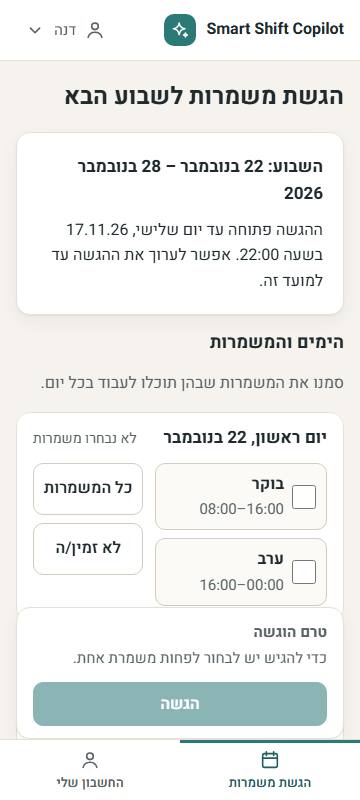 Smart Shift Copilot
דנה
הגשת משמרות לשבוע הבא
השבוע: 22 בנובמבר – 28 בנובמבר
2026
ההגשה פתוחה עד יום שלישי, 17.11.26
בשעה 22:00. אפשר לערוך את ההגשה עד
למועד זה.
הימים והמשמרות
סמנו את המשמרות שבהן תוכלו לעבוד בכל יום.
יום ראשון, 22 בנובמבר
לא נבחרו משמרות
בוקר
08:00–16:00
כל המשמרות
ערב
16:00–00:00
לא זמין/ה
טרם הוגשה
כדי להגיש יש לבחור לפחות משמרת אחת.
הגשה
הגשת משמרות
החשבון שלי